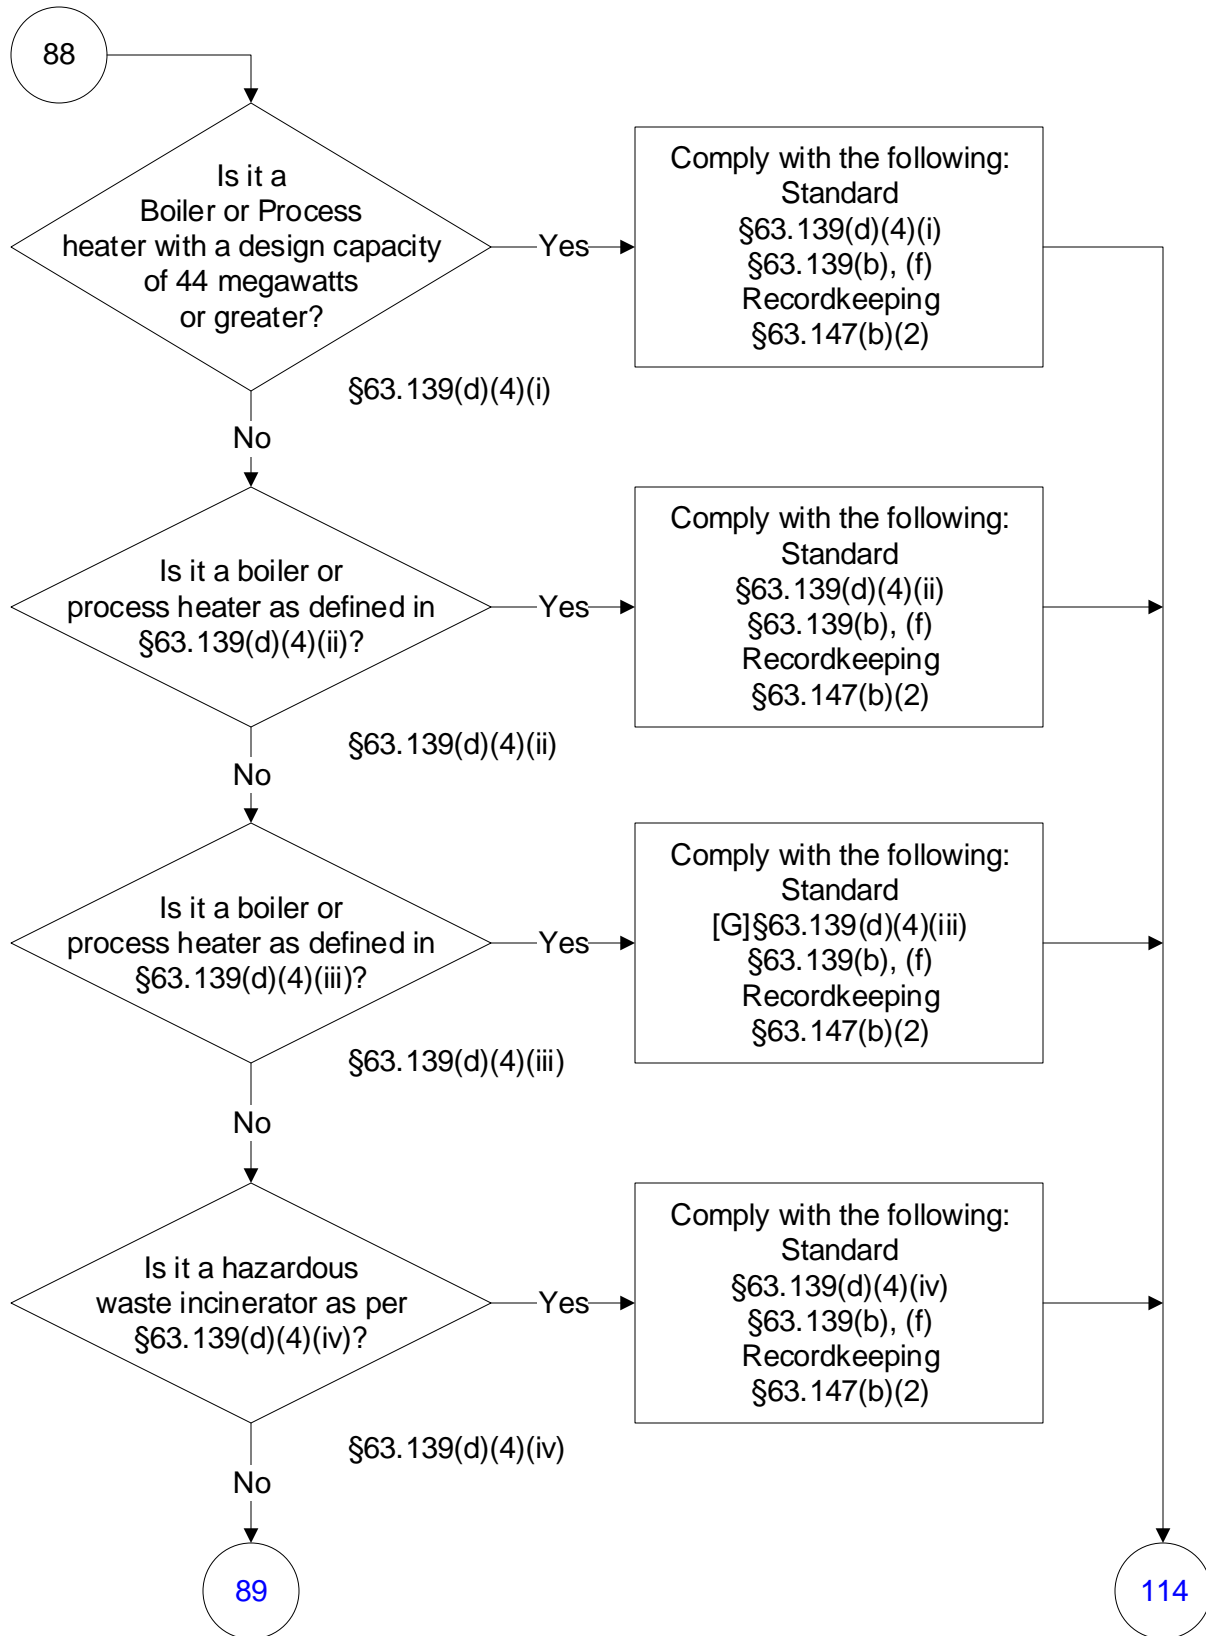 88
Is it a
Boiler or Process
heater with a design capacity
of 44 megawatts
or greater?
Yes
Comply with the following:
Standard
§63.139(d)(4)(i)
§63.139(b), (f)
Recordkeeping
§63.147(b)(2)
§63.139(d)(4)(i)
No
Is it a boiler or
process heater as defined in
§63.139(d)(4)(ii)?
Yes
Comply with the following:
Standard
§63.139(d)(4)(ii)
§63.139(b), (f)
Recordkeeping
§63.147(b)(2)
§63.139(d)(4)(ii)
No
Is it a boiler or
process heater as defined in
§63.139(d)(4)(iii)?
Yes
Comply with the following:
Standard
[G]§63.139(d)(4)(iii)
§63.139(b), (f)
Recordkeeping
§63.147(b)(2)
§63.139(d)(4)(iii)
No
Is it a hazardous
waste incinerator as per
§63.139(d)(4)(iv)?
Yes
Comply with the following:
Standard
§63.139(d)(4)(iv)
§63.139(b), (f)
Recordkeeping
§63.147(b)(2)
§63.139(d)(4)(iv)
No
89
114